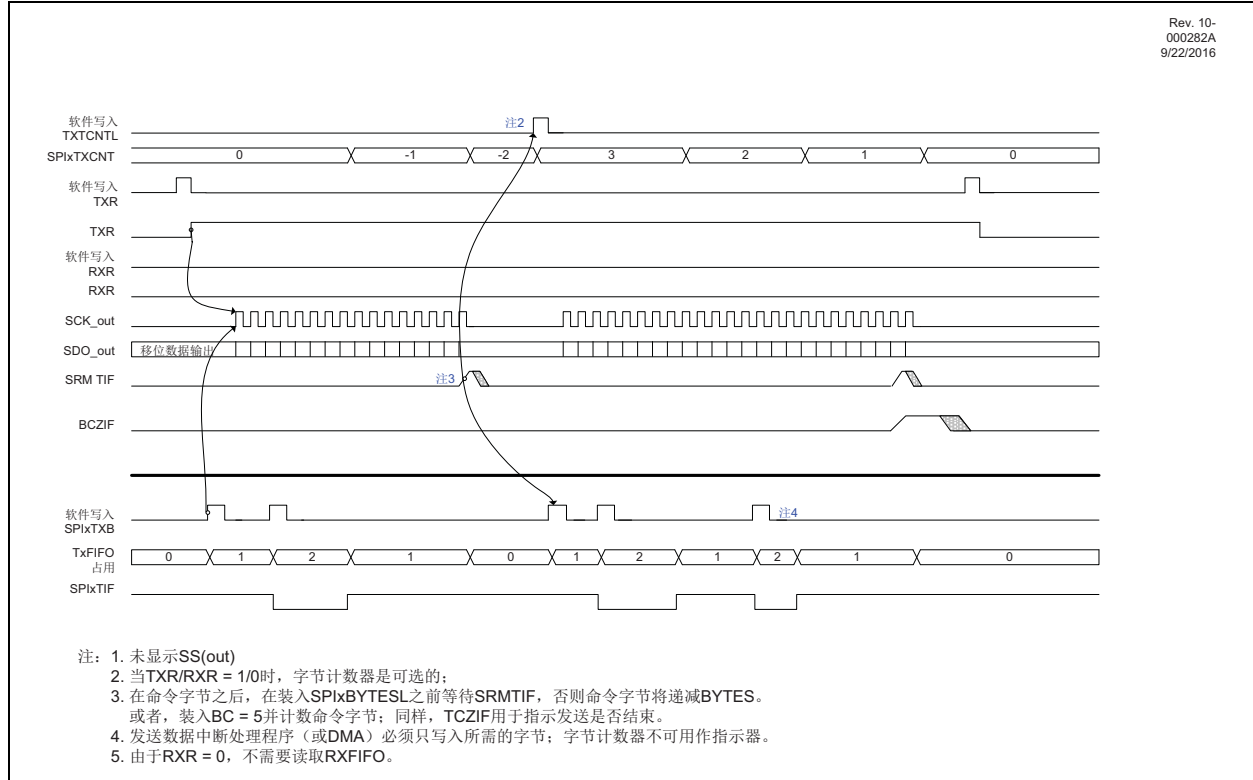 Rev. 10-
000282A
9/22/2016
软件写入
TXTCNTL
注2
SPIxTXCNT
0 -1 -2 3 2 1 0
软件写入
TXR
TXR
软件写入
RXR
RXR
SCK_out
SDO_out
移位数据输出
SRM TIF
注3
BCZIF
软件写入
SPIxTXB
注4
TxFIFO
占用
0 1 2 1 0 1 2 1 2 1 0
SPIxTIF
注：1. 未显示SS(out)
2. 当TXR/RXR = 1/0时，字节计数器是可选的；
3. 在命令字节之后，在装入SPIxBYTESL之前等待SRMTIF，否则命令字节将递减BYTES。
或者，装入BC = 5并计数命令字节；同样，TCZIF用于指示发送是否结束。
4. 发送数据中断处理程序（或DMA）必须只写入所需的字节；字节计数器不可用作指示器。
5. 由于RXR = 0，不需要读取RXFIFO。